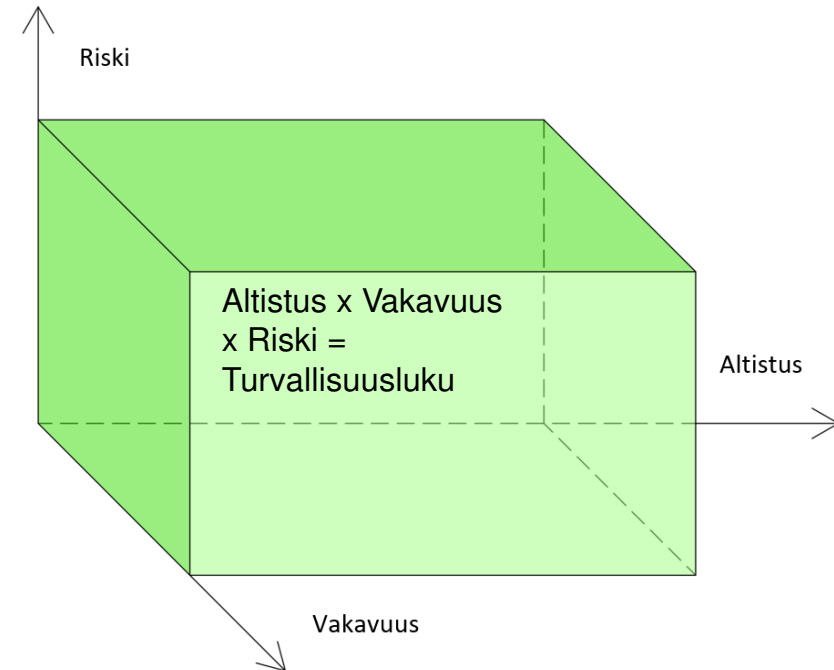 Riski
Altistus x Vakavuus
x Riski =
Turvallisuusluku
Altistus
Vakavuus